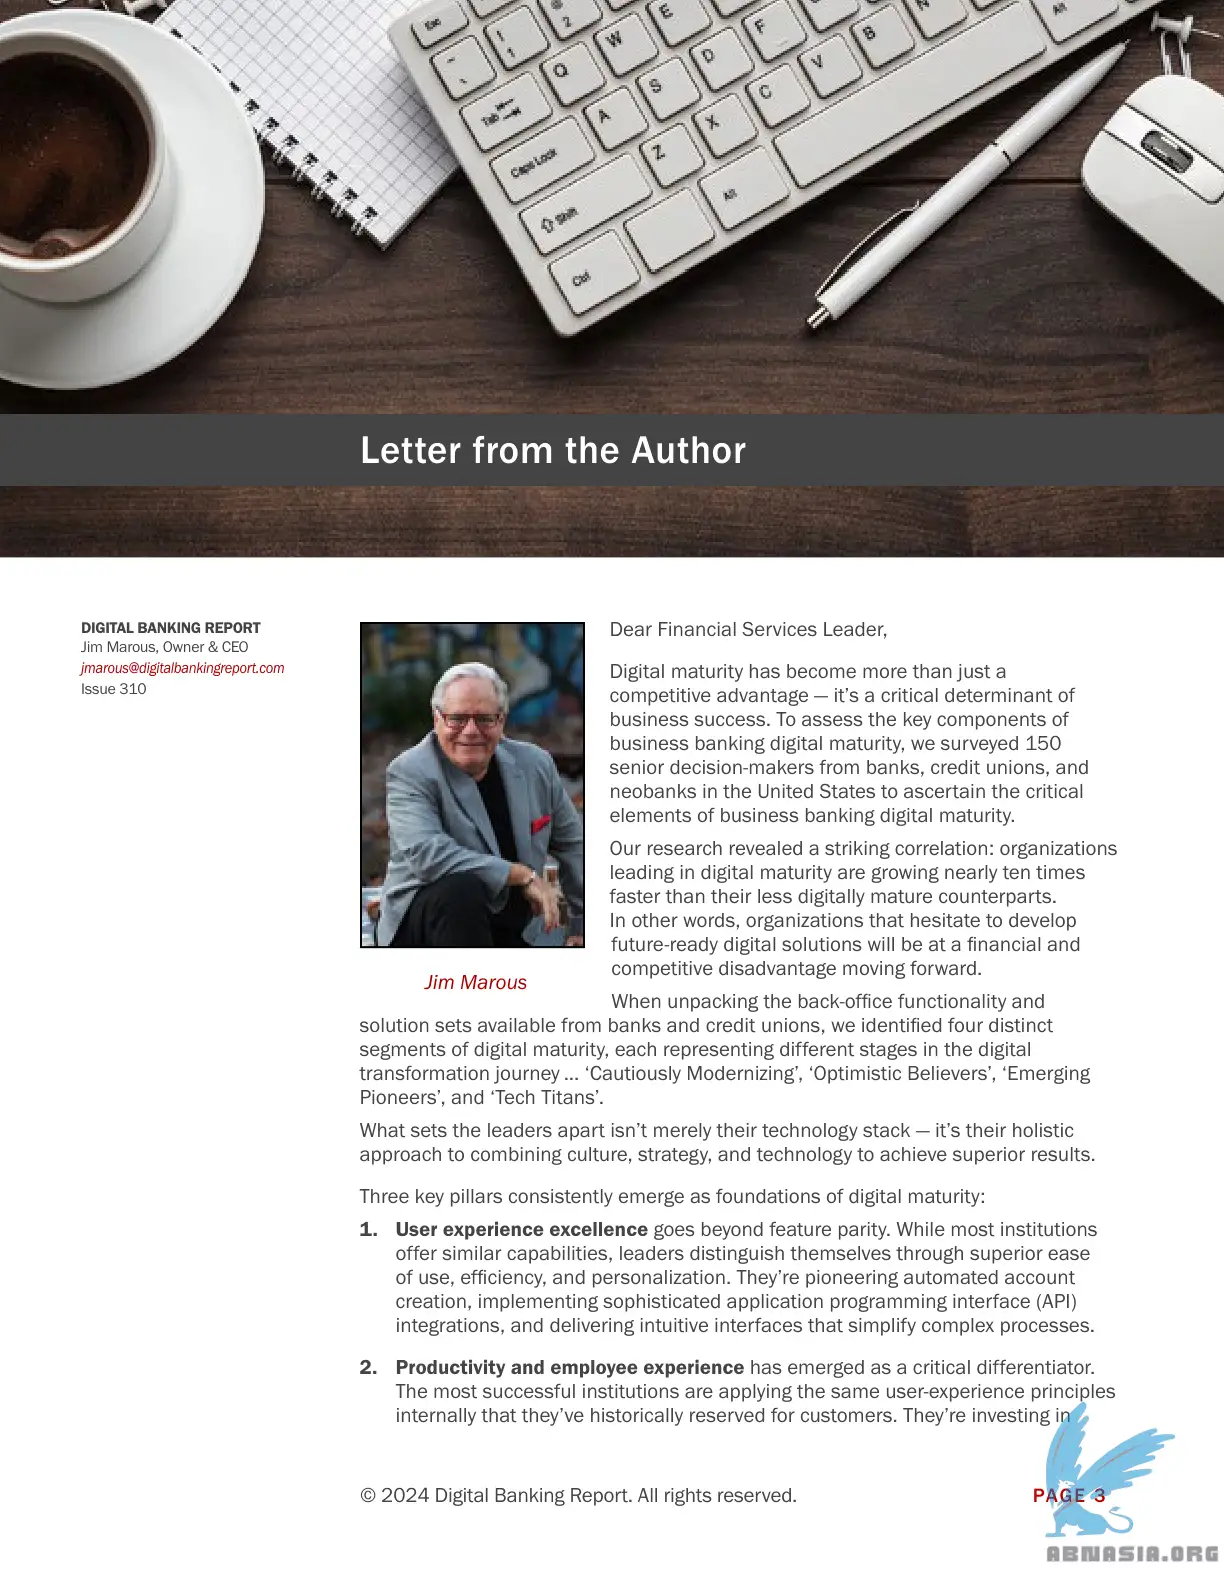 Esc
~
`
!
1
@
2
Q
W
E
Tab
A
S
D
F
Caps Lock
Z
X
C
V
B
N
Shift
Alt
Alt
Ctrl
Letter from the Author
DIGITAL BANKING REPORT
Jim Marous, Owner & CEO
jmarous@digitalbankingreport.com
Issue 310
Jim Marous
Dear Financial Services Leader,
Digital maturity has become more than just a
competitive advantage — it’s a critical determinant of
business success. To assess the key components of
business banking digital maturity, we surveyed 150
senior decision-makers from banks, credit unions, and
neobanks in the United States to ascertain the critical
elements of business banking digital maturity.
Our research revealed a striking correlation: organizations
leading in digital maturity are growing nearly ten times
faster than their less digitally mature counterparts.
In other words, organizations that hesitate to develop
future-ready digital solutions will be at a financial and
competitive disadvantage moving forward.
When unpacking the back-office functionality and
solution sets available from banks and credit unions, we identified four distinct
segments of digital maturity, each representing different stages in the digital
transformation journey ... ‘Cautiously Modernizing’, ‘Optimistic Believers’, ‘Emerging
Pioneers’, and ‘Tech Titans’.
What sets the leaders apart isn’t merely their technology stack — it’s their holistic
approach to combining culture, strategy, and technology to achieve superior results.
Three key pillars consistently emerge as foundations of digital maturity:
1. User experience excellence goes beyond feature parity. While most institutions
offer similar capabilities, leaders distinguish themselves through superior ease
of use, efficiency, and personalization. They’re pioneering automated account
creation, implementing sophisticated application programming interface (API)
integrations, and delivering intuitive interfaces that simplify complex processes.
2. Productivity and employee experience has emerged as a critical differentiator.
The most successful institutions are applying the same user-experience principles
internally that they’ve historically reserved for customers. They’re investing in
© 2024 Digital Banking Report. All rights reserved.
PAGE 3
ABNASIA.ORG